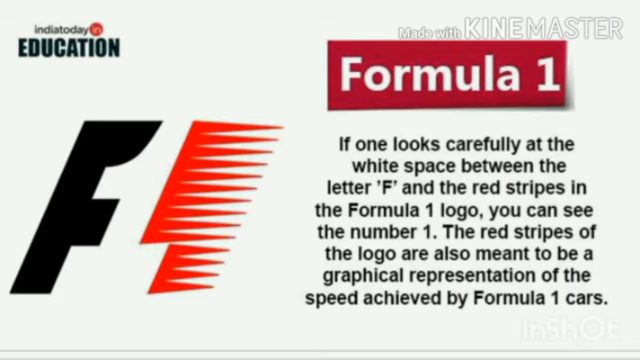 indiatoday in
EDUCATION
Made with KINEMASTER
Formula 1
F1
If one looks carefully at the
white space between the
letter 'F' and the red stripes in
the Formula 1 logo, you can see
the number 1. The red stripes of
the logo are also meant to be a
graphical representation of the
speed achieved by Formula 1 cars.
InShOt